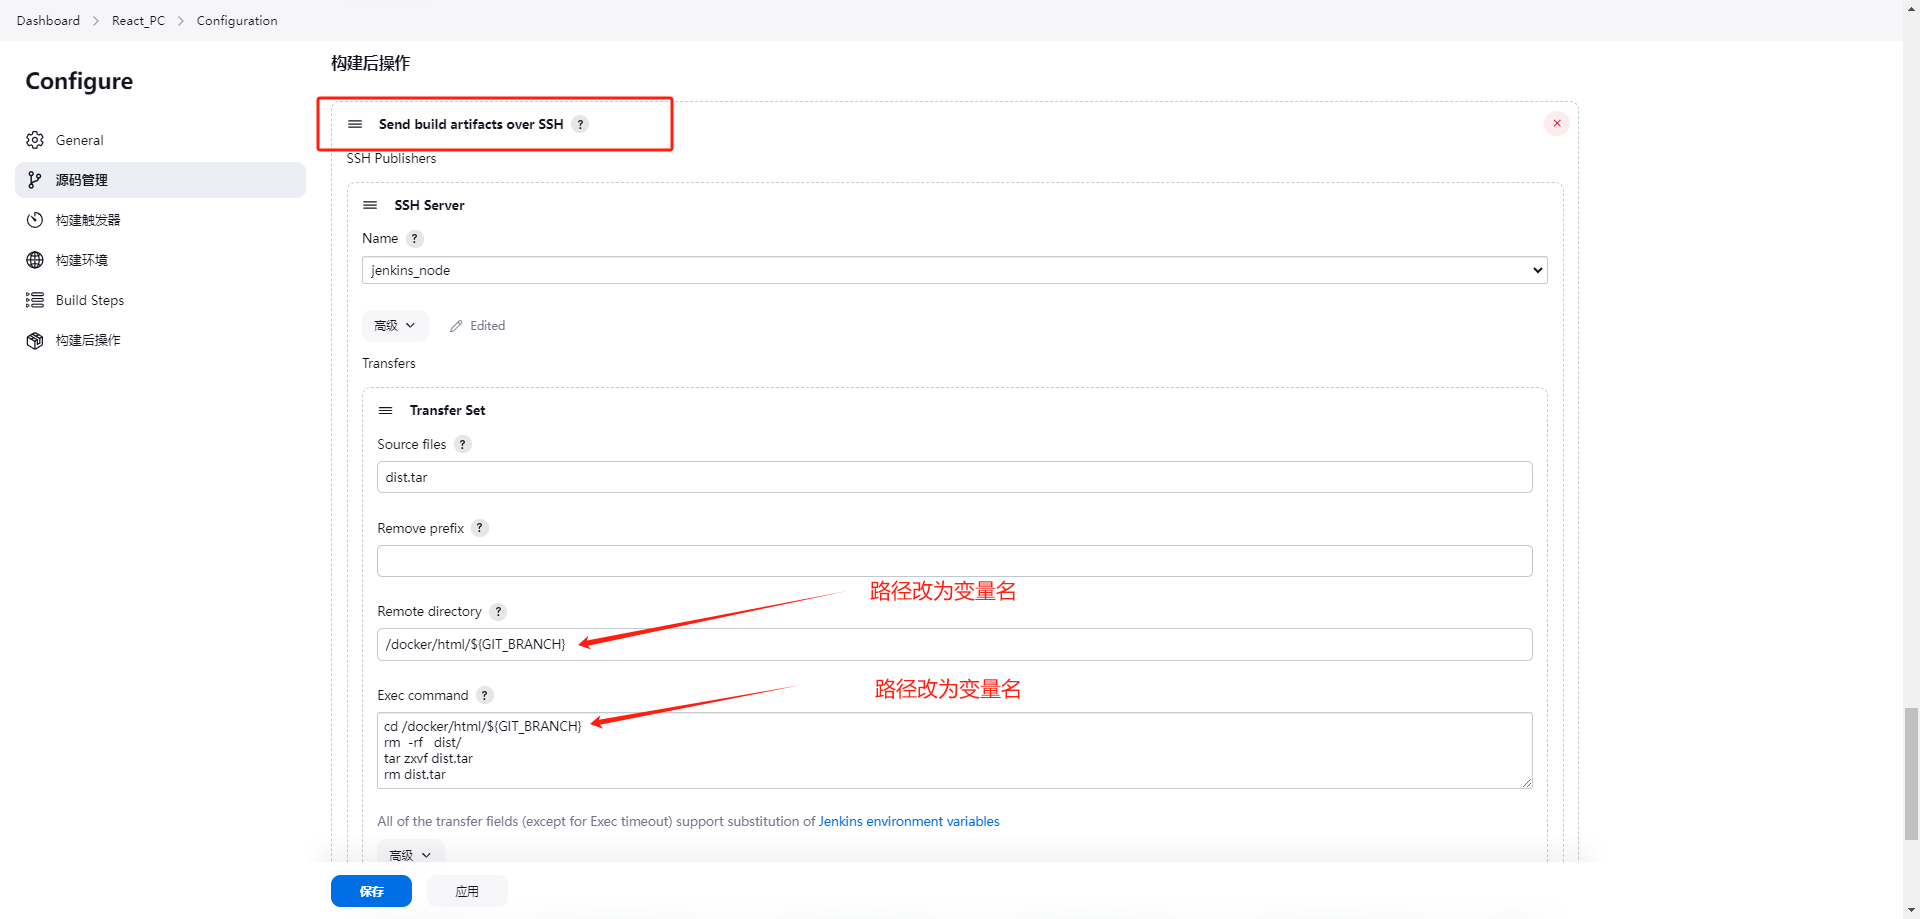 Dashboard > React_PC > Configuration
Configure
General
源码管理
构建触发器
构建环境
Build Steps
构建后操作
构建后操作
Send build artifacts over SSH ?
SSH Publishers
SSH Server
Name ?
jenkins_node
高级
Edited
Transfers
Transfer Set
Source files ?
dist.tar
Remove prefix ?
路径改为变量名
Remote directory ?
/docker/html/${GIT_BRANCH}
路径改为变量名
Exec command ?
cd /docker/html/${GIT_BRANCH}
rm  -rf   dist/
tar zxvf dist.tar
rm dist.tar
All of the transfer fields (except for Exec timeout) support substitution of Jenkins environment variables
高级
保存
应用